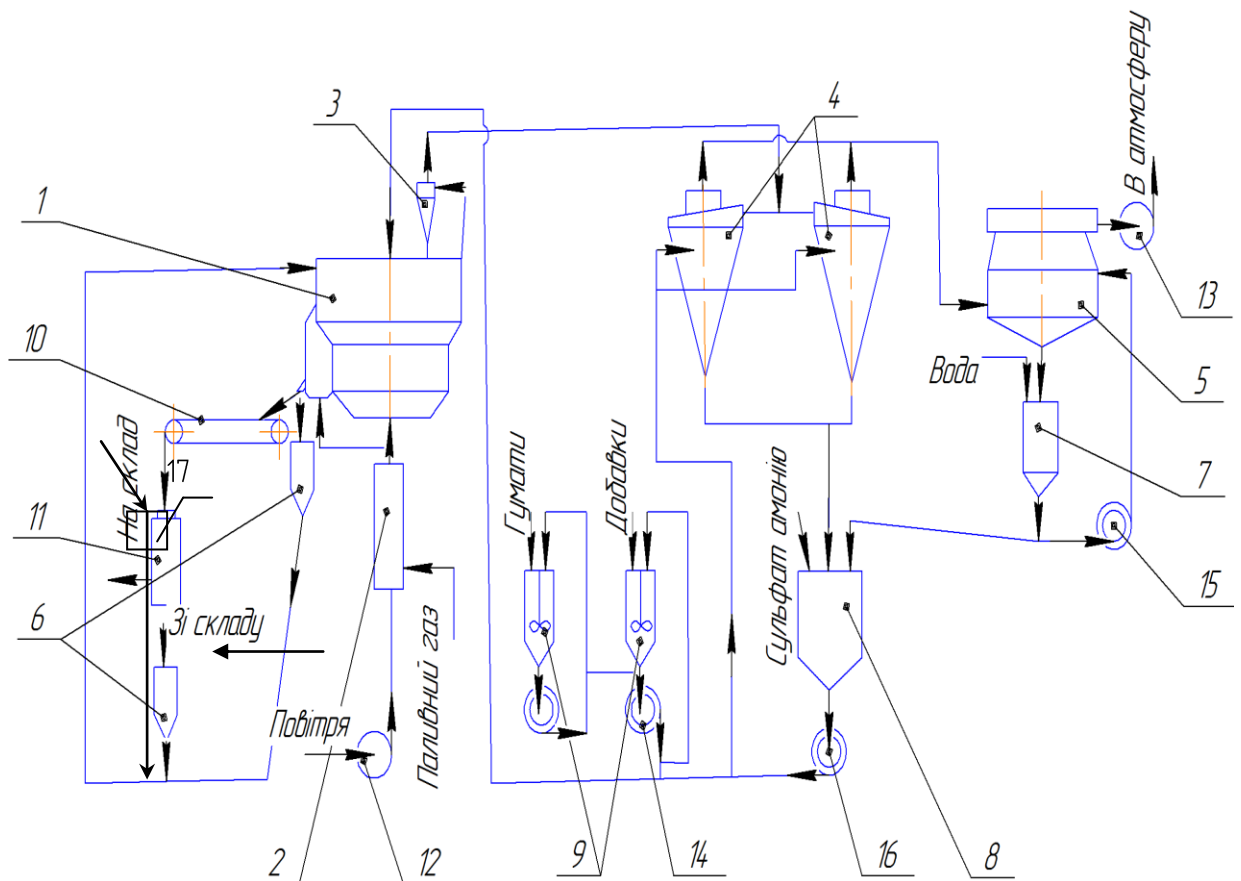 3
4
В атмосферу
1
13
10
Вода
5
На склад
17
Гумати
Добавки
7
11
Сульфат амонію
15
6
Зі складу
Паливний газ
Повітря
2
12
9
14
16
8